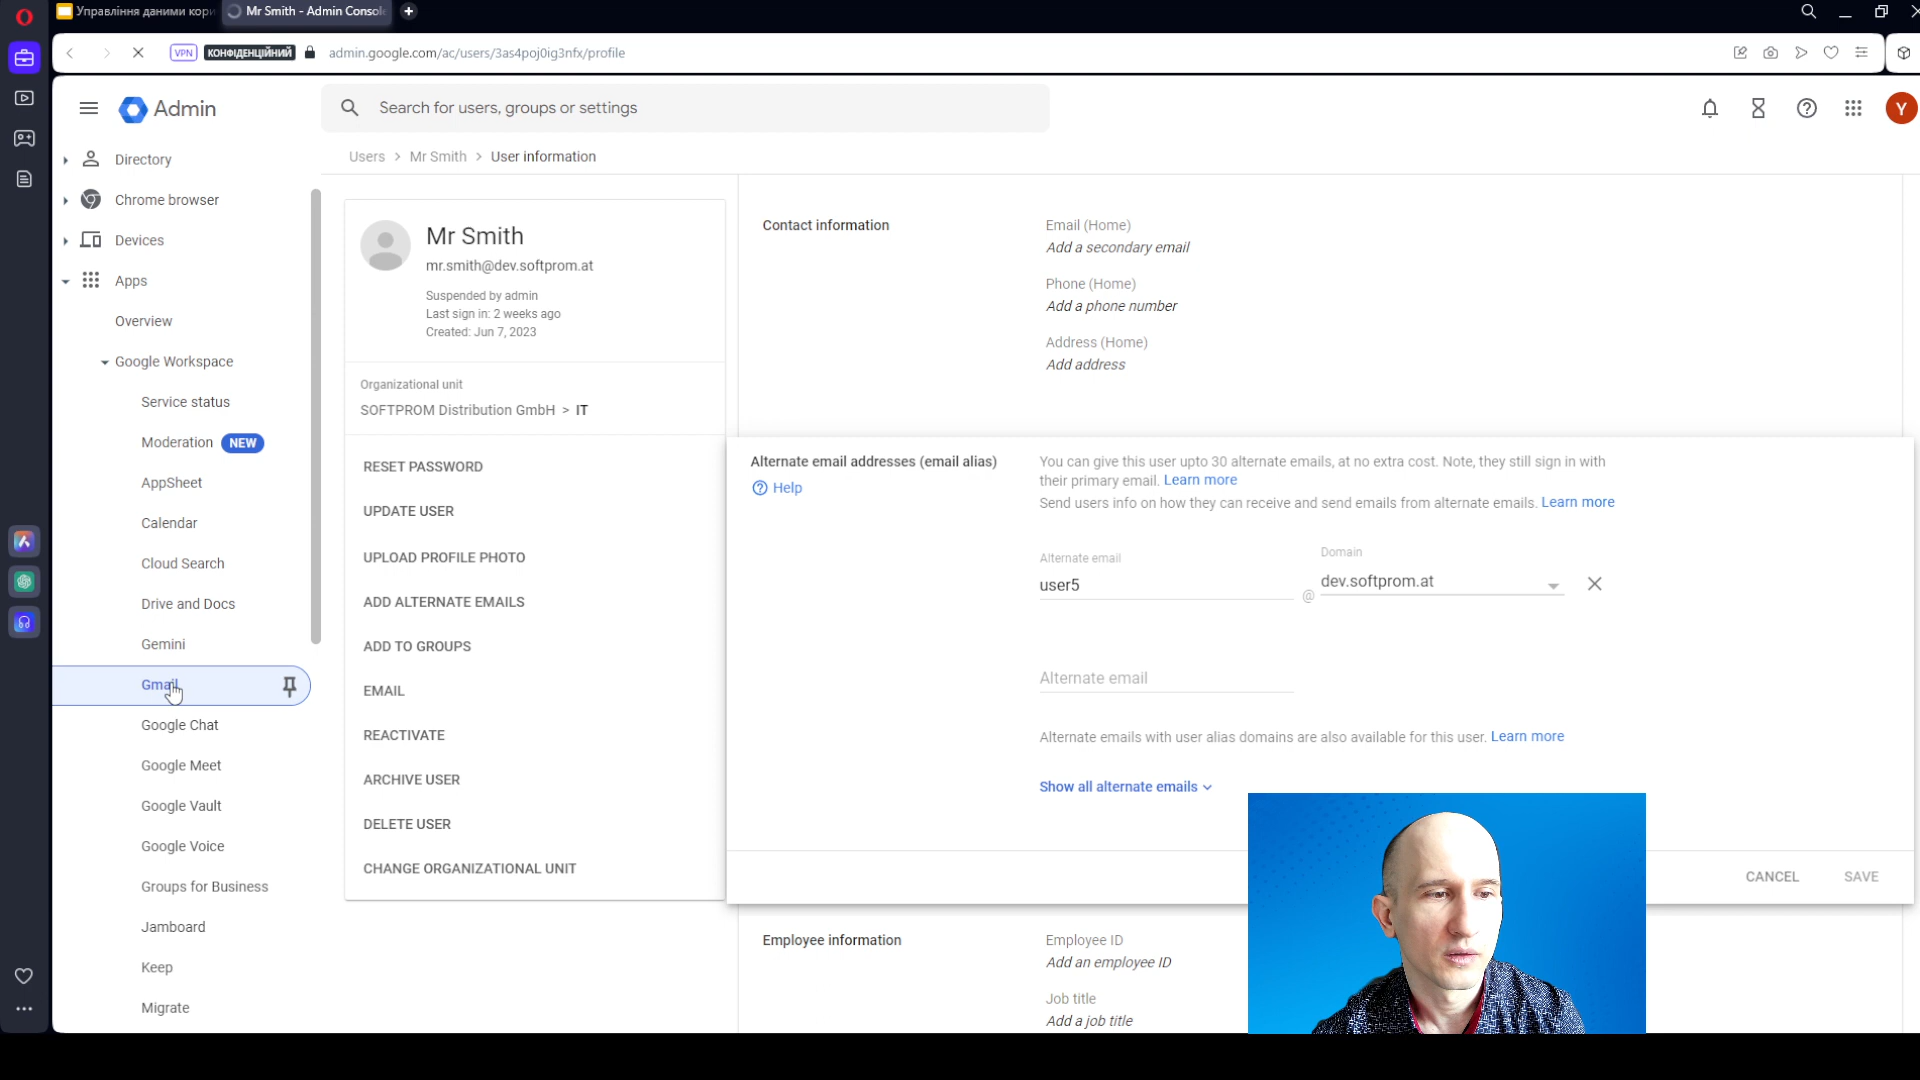 Управління даними кори
Mr Smith - Admin Console
VPN
КОНФІДЕНЦІЙНИЙ
admin.google.com/ac/users/3as4poj0ig3nfx/profile
Admin
Search for users, groups or settings
Y
Directory
Chrome browser
Devices
Apps
Overview
Google Workspace
Service status
Moderation NEW
AppSheet
Calendar
Cloud Search
Drive and Docs
Gemini
Gmail
Google Chat
Google Meet
Google Vault
Google Voice
Groups for Business
Jamboard
Keep
Migrate
Users > Mr Smith > User information
Mr Smith
mr.smith@dev.softprom.at
Suspended by admin
Last sign in: 2 weeks ago
Created: Jun 7, 2023
Organizational unit
SOFTPROM Distribution GmbH > IT
RESET PASSWORD
UPDATE USER
UPLOAD PROFILE PHOTO
ADD ALTERNATE EMAILS
ADD TO GROUPS
EMAIL
REACTIVATE
ARCHIVE USER
DELETE USER
CHANGE ORGANIZATIONAL UNIT
Contact information
Email (Home)
Add a secondary email
Phone (Home)
Add a phone number
Address (Home)
Add address
Alternate email addresses (email alias)
Help
You can give this user upto 30 alternate emails, at no extra cost. Note, they still sign in with
their primary email. Learn more
Send users info on how they can receive and send emails from alternate emails. Learn more
Alternate email
user5
@
Domain
dev.softprom.at
Alternate email
Alternate emails with user alias domains are also available for this user. Learn more
Show all alternate emails
CANCEL
SAVE
Employee information
Employee ID
Add an employee ID
Job title
Add a job title